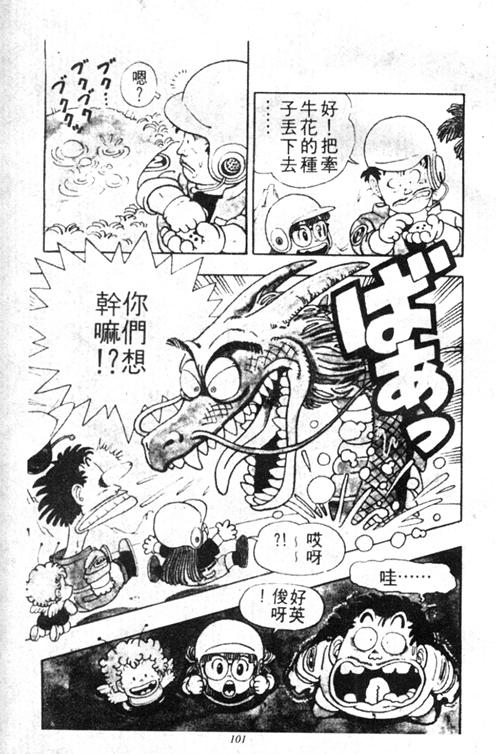 好！把牽
牛花的種
子丟下去
……
嗯？
ブクブク…
ブクブク
ブクッ
ばあっ
你們想
幹嘛
!?
哎呀
～～
?!
哇……
好英
俊呀
！
101